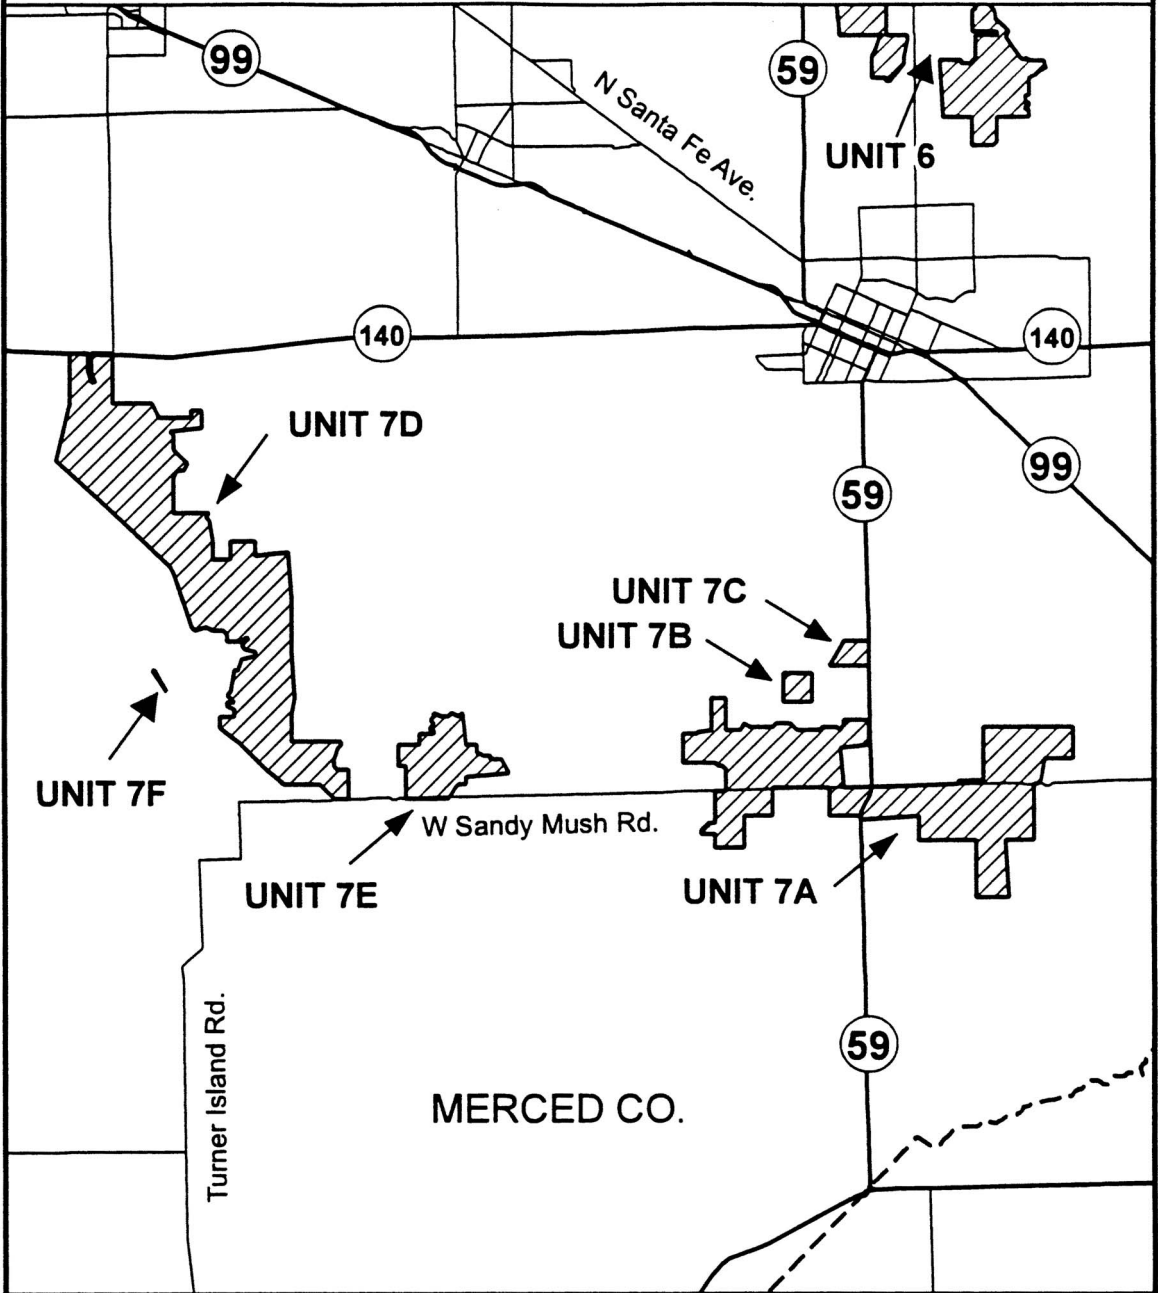 99
59
N Santa Fe Ave.
UNIT 6
140
140
UNIT 7D
99
59
UNIT 7C
UNIT 7B
UNIT 7F
W Sandy Mush Rd.
UNIT 7E
UNIT 7A
Turner Island Rd.
59
MERCED CO.